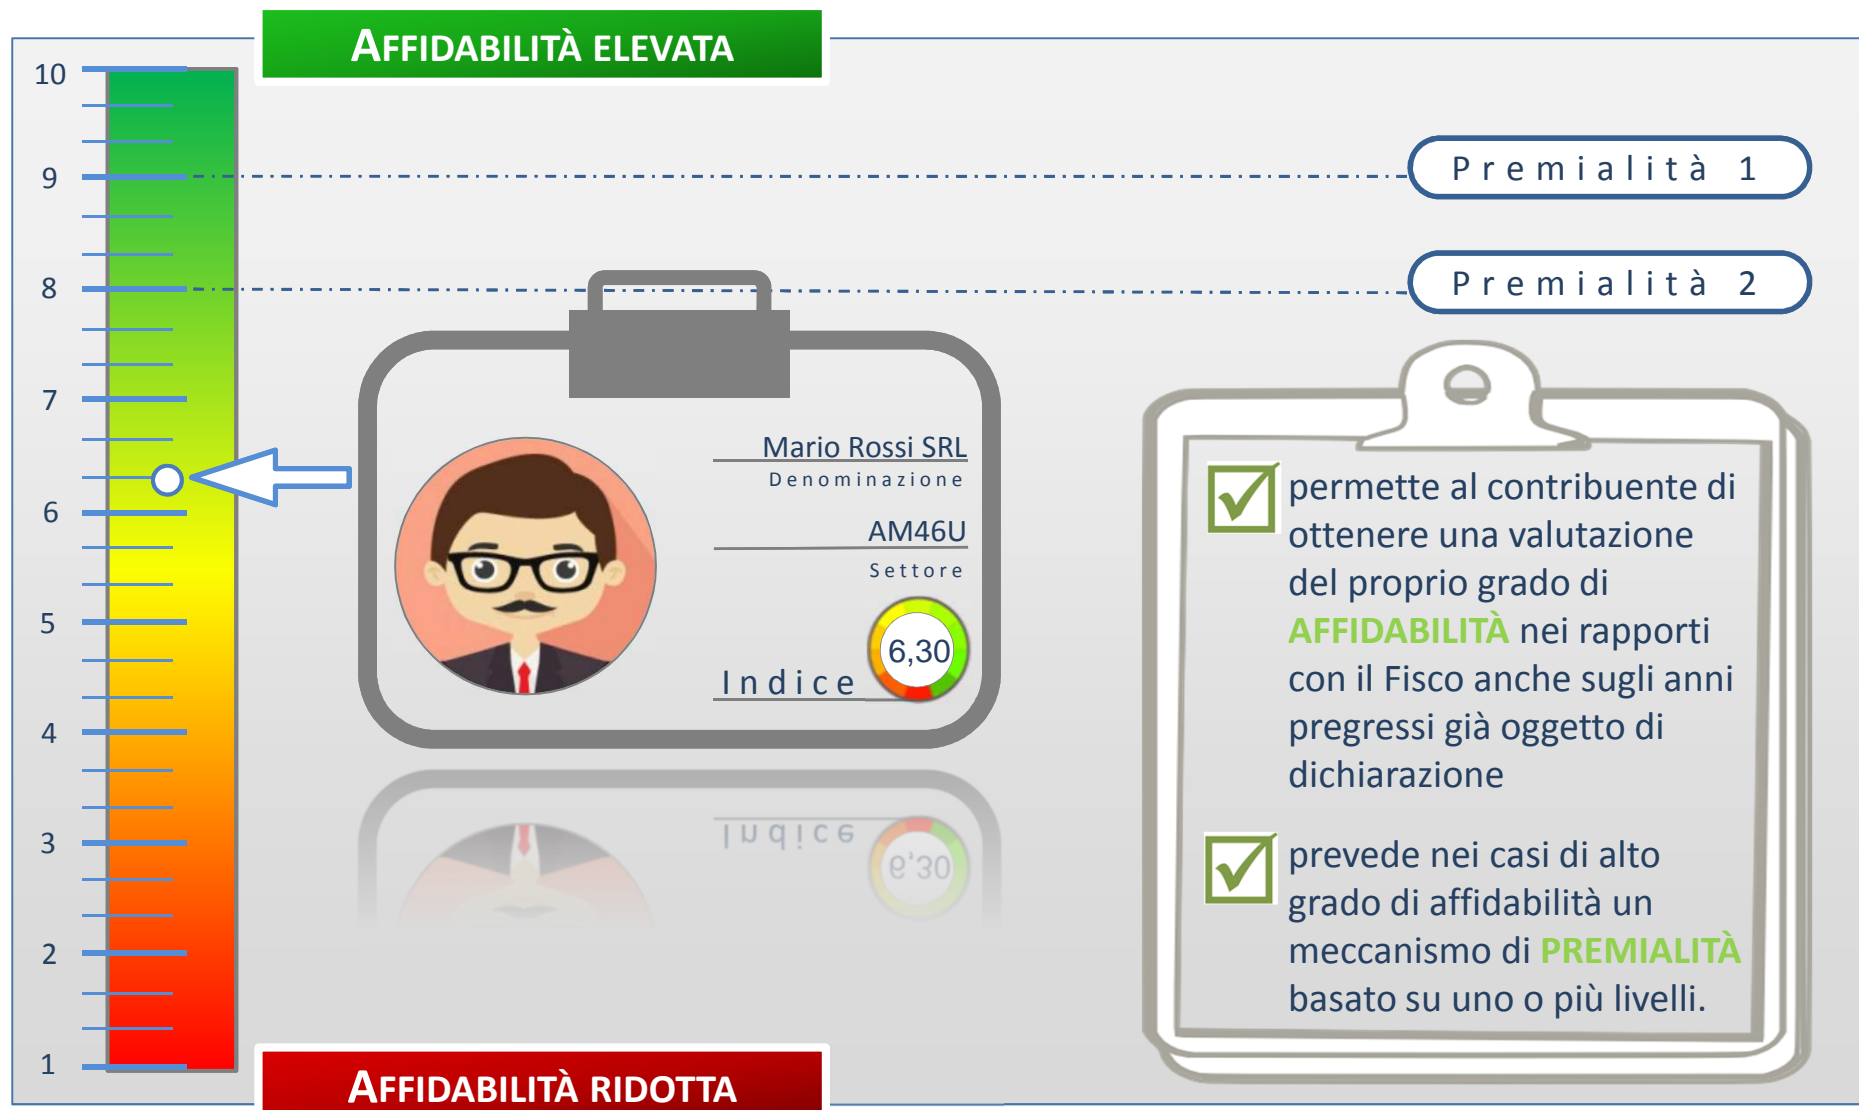 AFFIDABILITÀ ELEVATA
10
9
8
7
6
5
4
3
2
1
Premialità 1
Premialità 2
Mario Rossi SRL
Denominazione
AM46U
Settore
6,30
Indice
permette al contribuente di
ottenere una valutazione
del proprio grado di
AFFIDABILITÀ nei rapporti
con il Fisco anche sugli anni
pregressi già oggetto di
dichiarazione
prevede nei casi di alto
grado di affidabilità un
meccanismo di PREMIALITÀ
basato su uno o più livelli.
Indice
6,30
AFFIDABILITÀ RIDOTTA